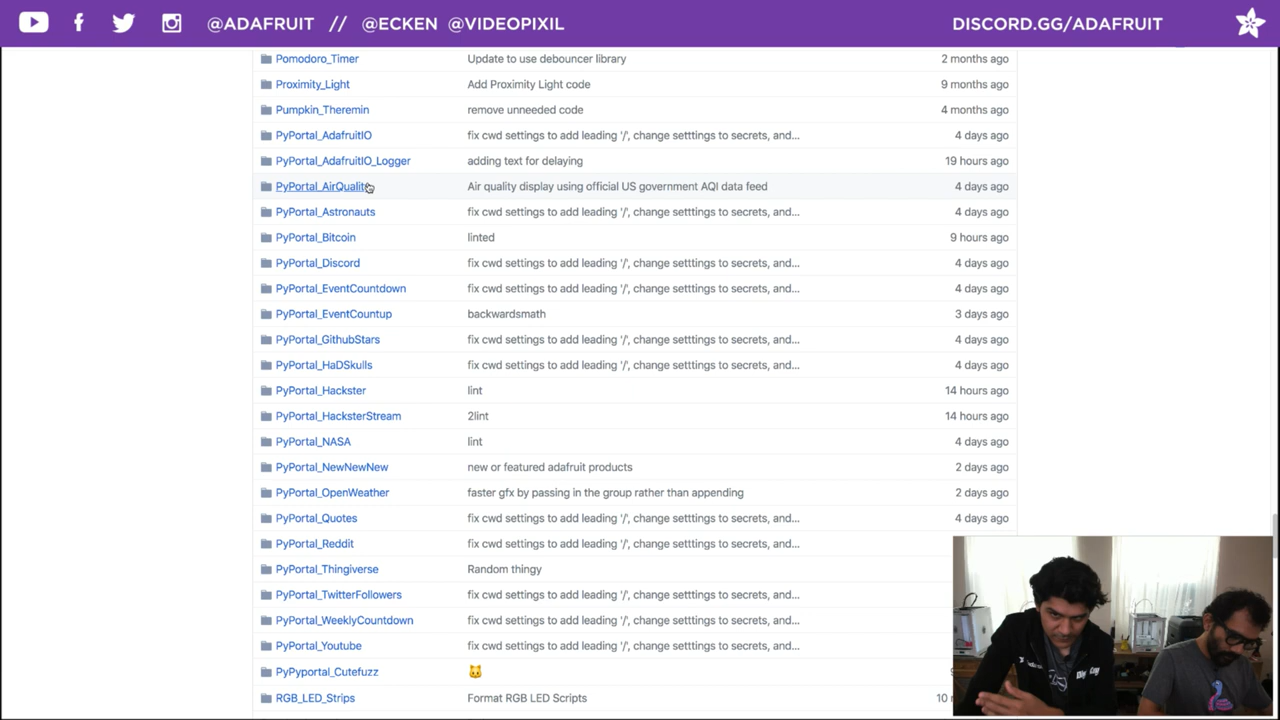 @ADAFRUIT // @ECKEN @VIDEOPIXIL DISCORD.GG/ADAFRUIT
Pomodoro_Timer Update to use debouncer library 2 months ago
Proximity_Light Add Proximity Light code 9 months ago
Pumpkin_Theremin remove unneeded code 4 months ago
PyPortal_AdafruitIO fix cwd settings to add leading '/', change setttings to secrets, and... 4 days ago
PyPortal_AdafruitIO_Logger adding text for delaying 19 hours ago
PyPortal_AirQuality Air quality display using official US government AQI data feed 4 days ago
PyPortal_Astronauts fix cwd settings to add leading '/', change setttings to secrets, and... 4 days ago
PyPortal_Bitcoin linted 9 hours ago
PyPortal_Discord fix cwd settings to add leading '/', change setttings to secrets, and... 4 days ago
PyPortal_EventCountdown fix cwd settings to add leading '/', change setttings to secrets, and... 4 days ago
PyPortal_EventCountup backwardsmath 3 days ago
PyPortal_GithubStars fix cwd settings to add leading '/', change setttings to secrets, and... 4 days ago
PyPortal_HaDSkulls fix cwd settings to add leading '/', change setttings to secrets, and... 4 days ago
PyPortal_Hackster lint 14 hours ago
PyPortal_HacksterStream 2lint 14 hours ago
PyPortal_NASA lint 4 days ago
PyPortal_NewNewNew new or featured adafruit products 2 days ago
PyPortal_OpenWeather faster gfx by passing in the group rather than appending 2 days ago
PyPortal_Quotes fix cwd settings to add leading '/', change setttings to secrets, and... 4 days ago
PyPortal_Reddit fix cwd settings to add leading '/', change setttings to secrets, and...
PyPortal_Thingiverse Random thingy
PyPortal_TwitterFollowers fix cwd settings to add leading '/', change setttings to secrets, and...
PyPortal_WeeklyCountdown fix cwd settings to add leading '/', change setttings to secrets, and...
PyPortal_Youtube fix cwd settings to add leading '/', change setttings to secrets, and...
PyPyportal_Cutefuzz 🐱
RGB_LED_Strips Format RGB LED Scripts 10